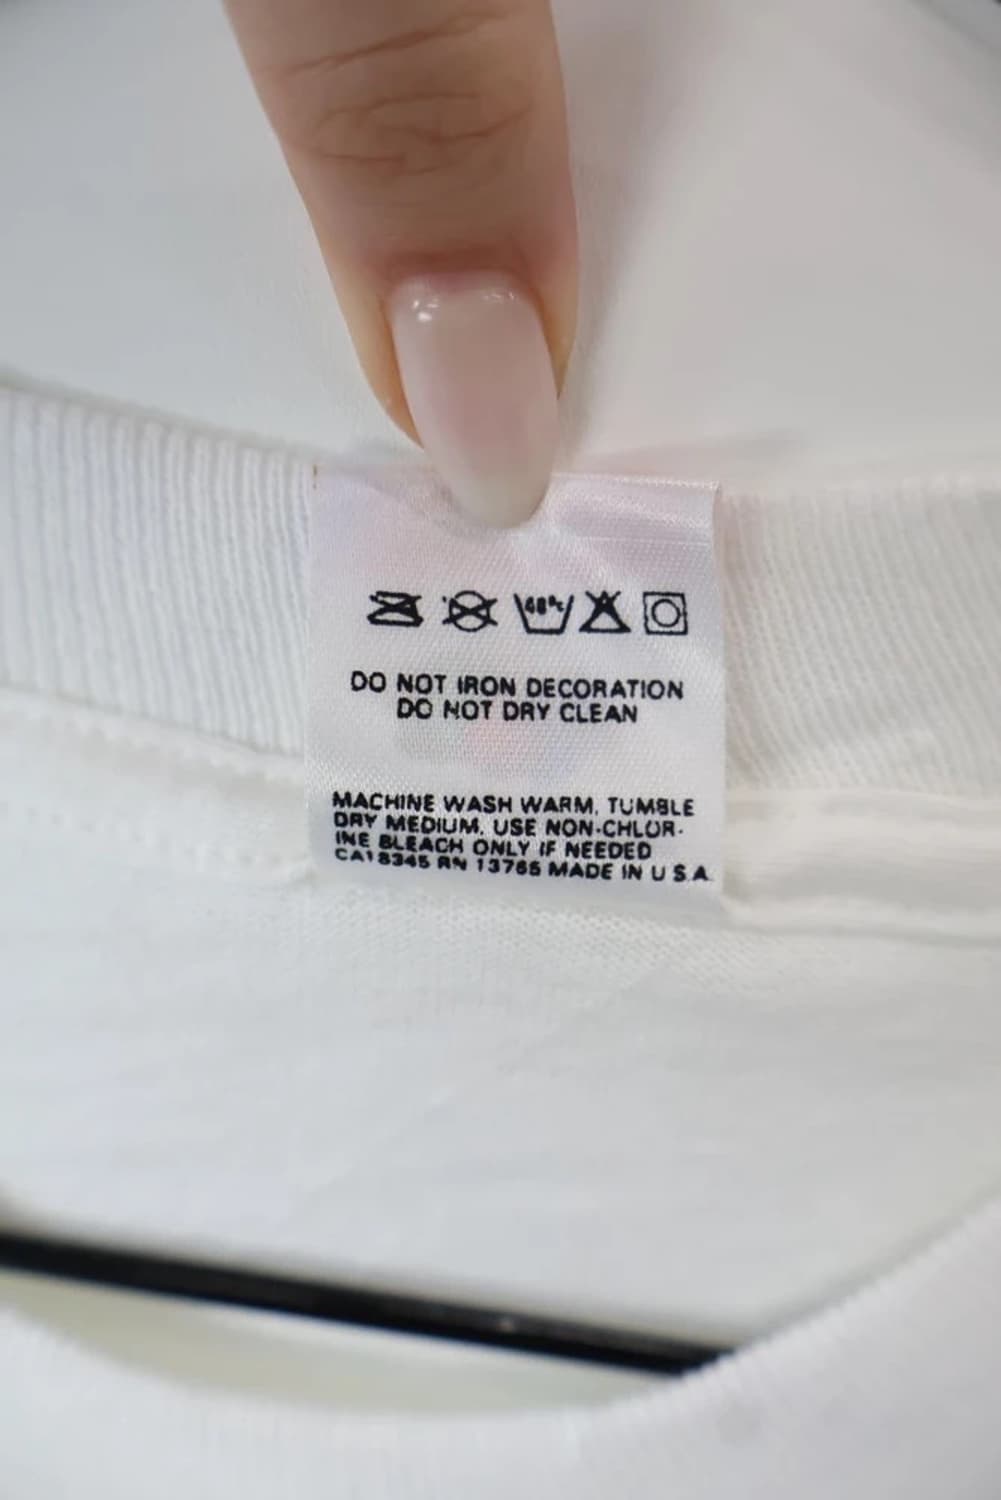 40°c
DO NOT IRON DECORATION
DO NOT DRY CLEAN
MACHINE WASH WARM, TUMBLE
DRY MEDIUM, USE NON-CHLOR-
INE BLEACH ONLY IF NEEDED
CA18345 RN 13765 MADE IN U S A